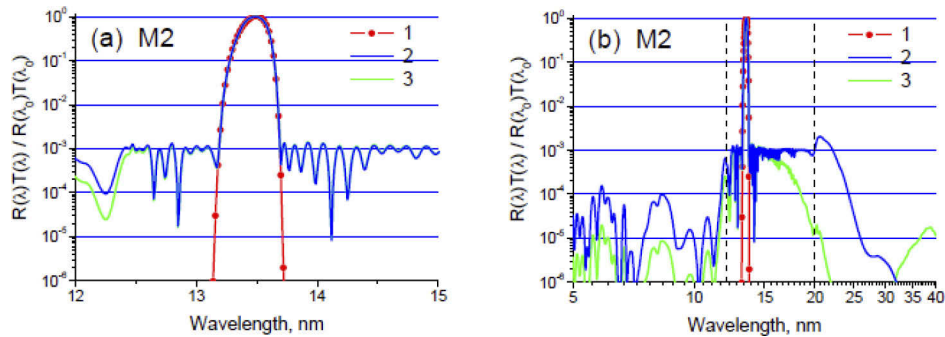 (a) M2
1
2
3
R(λ)T(λ) / R(λ₀)T(λ₀)
10⁰
10⁻¹
10⁻²
10⁻³
10⁻⁴
10⁻⁵
10⁻⁶
12 13 14 15
Wavelength, nm
(b) M2
1
2
3
R(λ)T(λ) / R(λ₀)T(λ₀)
10⁰
10⁻¹
10⁻²
10⁻³
10⁻⁴
10⁻⁵
10⁻⁶
5 10 15 20 25 30 35 40
Wavelength, nm